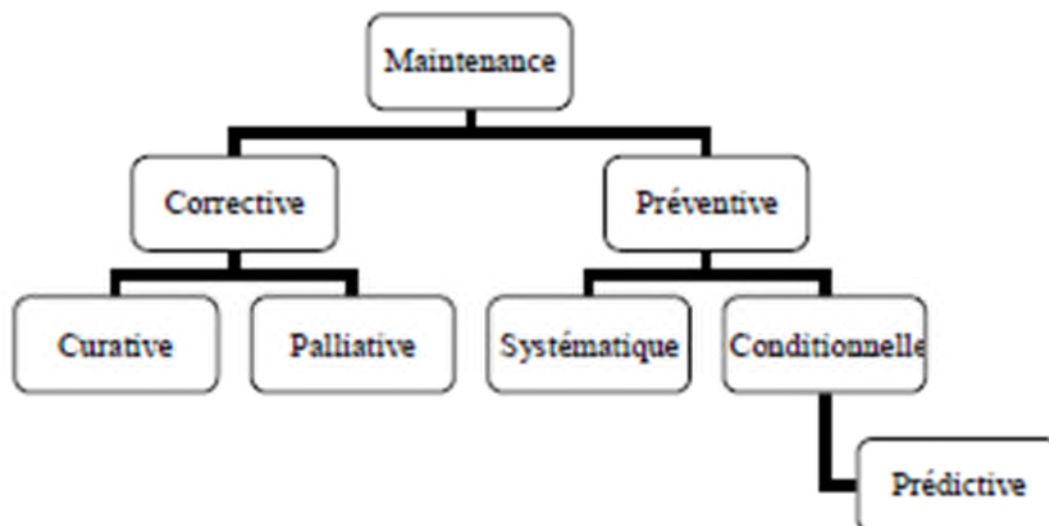 Maintenance
Corrective
Préventive
Curative
Palliative
Systématique
Conditionnelle
Prédictive